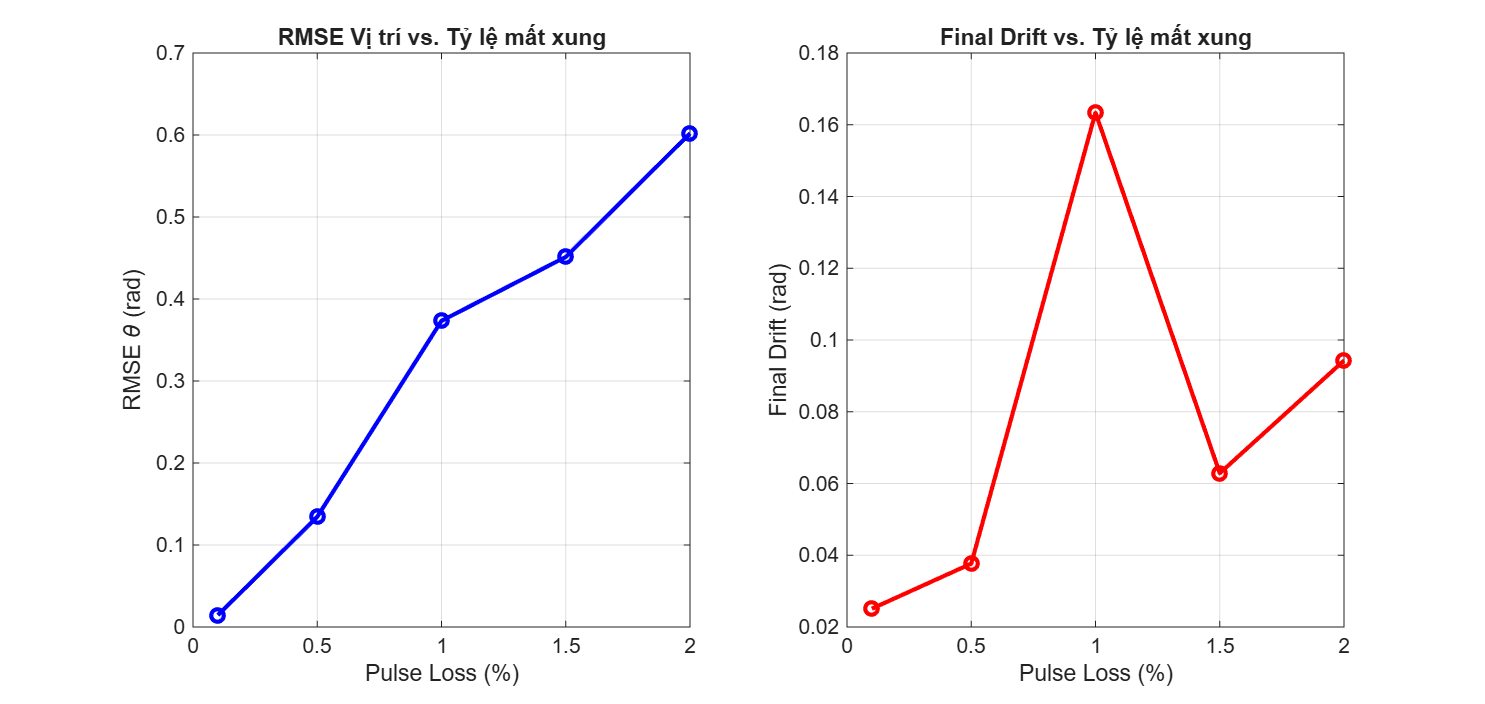 RMSE Vị trí vs. Tỷ lệ mất xung
0.7
0.6
0.5
0.4
0.3
0.2
0.1
0
RMSE θ (rad)
0 0.5 1 1.5 2
Pulse Loss (%)
Final Drift vs. Tỷ lệ mất xung
0.18
0.16
0.14
0.12
0.1
0.08
0.06
0.04
0.02
Final Drift (rad)
0 0.5 1 1.5 2
Pulse Loss (%)